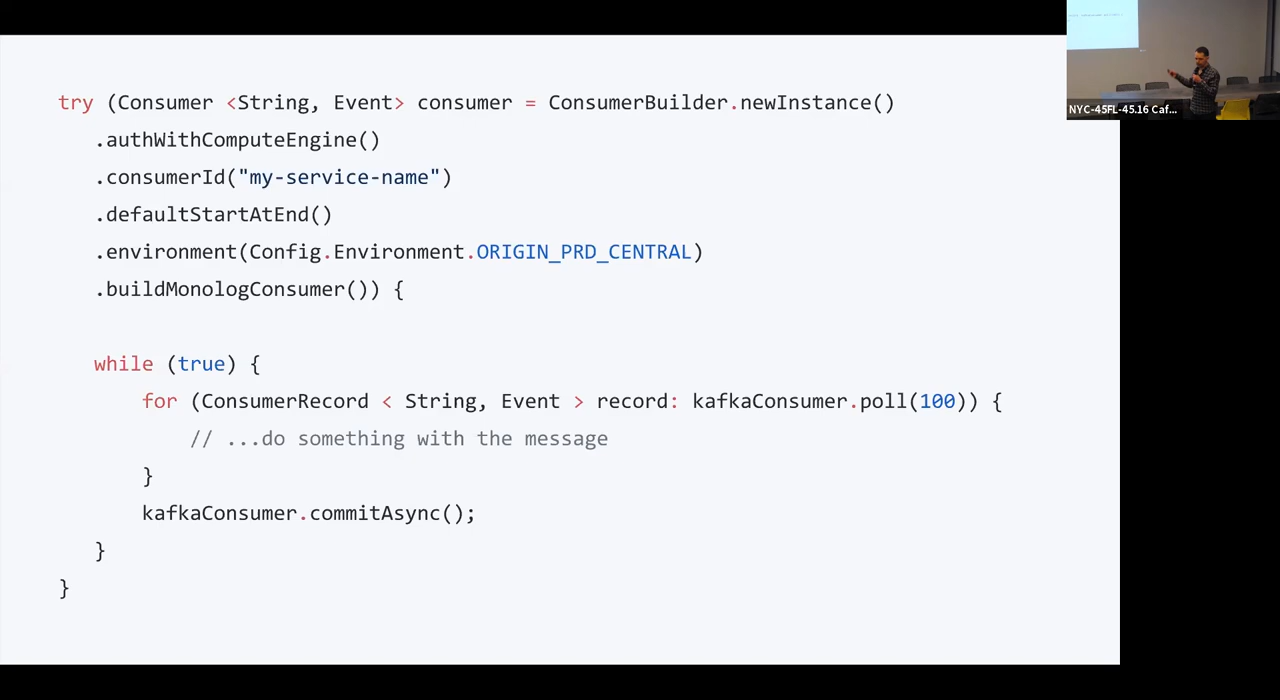 try (Consumer <String, Event> consumer = ConsumerBuilder.newInstance()
.authWithComputeEngine()
.consumerId("my-service-name")
.defaultStartAtEnd()
.environment(Config.Environment.ORIGIN_PRD_CENTRAL)
.buildMonologConsumer()) {
while (true) {
for (ConsumerRecord < String, Event > record: kafkaConsumer.poll(100)) {
// ...do something with the message
}
kafkaConsumer.commitAsync();
}
}
NYC-45FL-45.16 Caf...